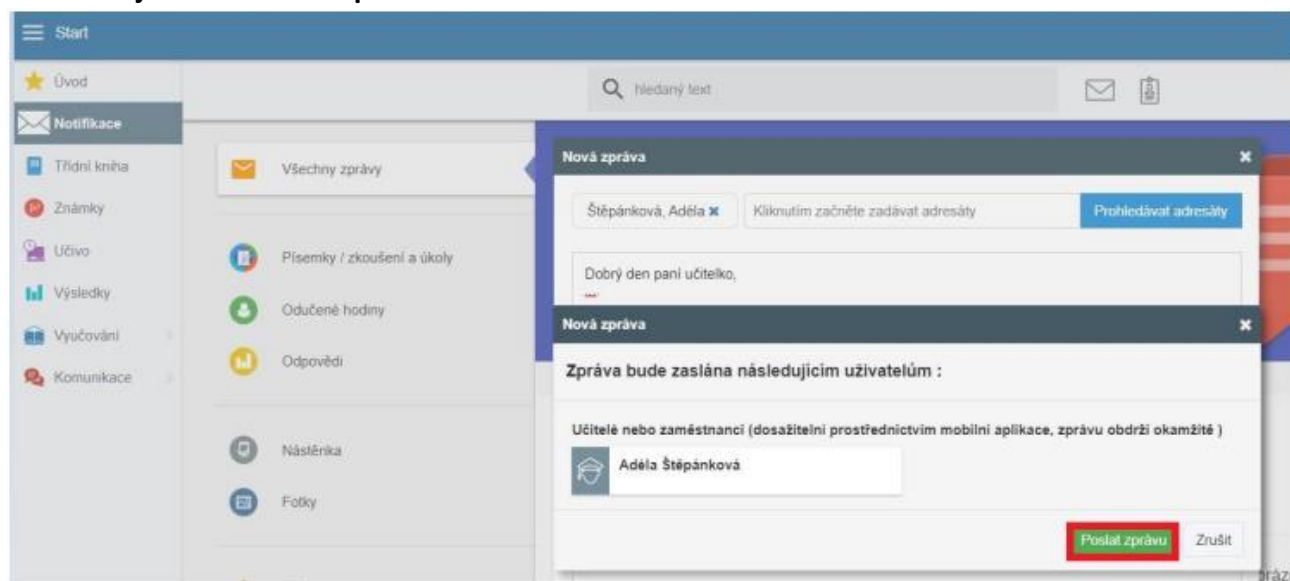 Start
Úvod
hledaný text
Notifikace
Třídní kniha
Známky
Učivo
Výsledky
Vyučování
Komunikace
Všechny zprávy
Písemky / zkoušení a úkoly
Odučené hodiny
Odpovědi
Nástěnka
Fotky
Nová zpráva
Štěpánková, Adéla
Kliknutím začněte zadávat adresáty
Prohledávat adresáty
Dobrý den paní učitelko,
Nová zpráva
Zpráva bude zaslána následujícím uživatelům :
Učitelé nebo zaměstnanci (dosažitelní prostřednictvím mobilní aplikace, zprávu obdrží okamžitě )
Adéla Štěpánková
Poslat zprávu
Zrušit